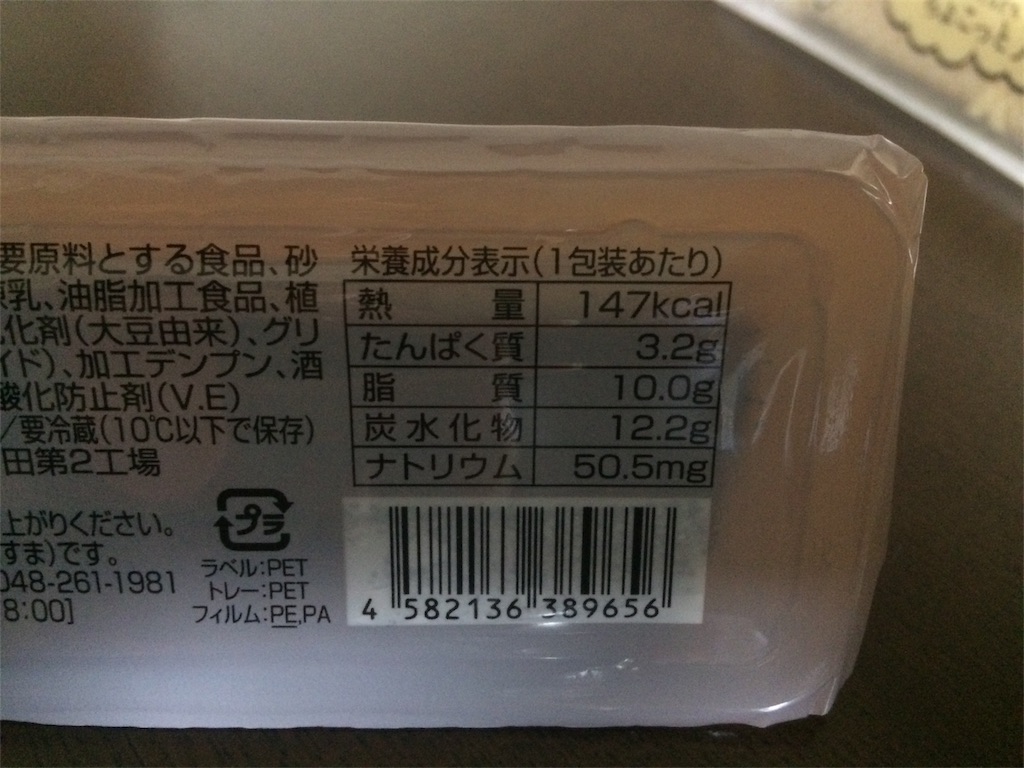 要原料とする食品、砂
乳、油脂加工食品、植
化剤(大豆由来)、グリ
イド)、加工デンプン、酒
酸化防止剤(V.E)
/要冷蔵(10℃以下で保存)
田第2工場
上がりください。
すま)です。
048-261-1981
8:00]
プラ
ラベル:PET
トレー:PET
フィルム:PE,PA
栄養成分表示(1包装あたり)
熱量 147kcal
たんぱく質 3.2g
脂質 10.0g
炭水化物 12.2g
ナトリウム 50.5mg
4 582136 389656
ちょこっと